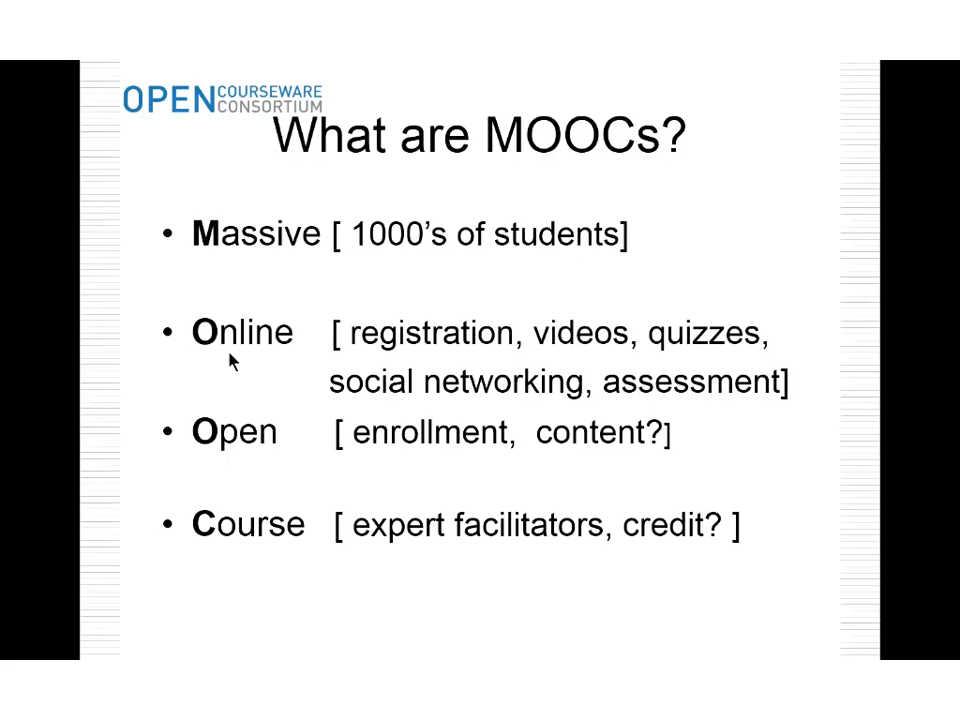 OPEN COURSEWARE
CONSORTIUM
What are MOOCs?
• Massive [ 1000's of students]
• Online [ registration, videos, quizzes,
social networking, assessment]
• Open [ enrollment, content?]
• Course [ expert facilitators, credit? ]